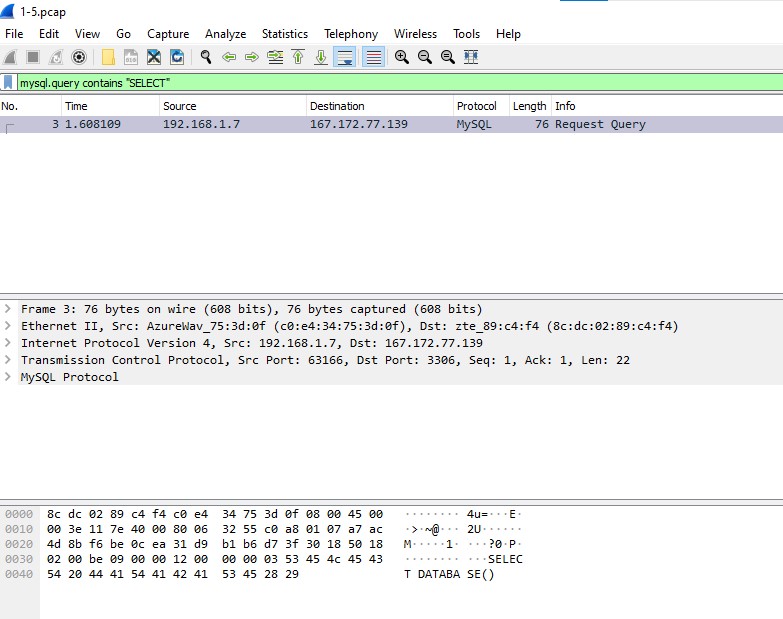 1-5.pcap
File Edit View Go Capture Analyze Statistics Telephony Wireless Tools Help
mysql.query contains "SELECT"
No. Time Source Destination Protocol Length Info
3 1.608109 192.168.1.7 167.172.77.139 MySQL 76 Request Query
Frame 3: 76 bytes on wire (608 bits), 76 bytes captured (608 bits)
Ethernet II, Src: AzureWav_75:3d:0f (c0:e4:34:75:3d:0f), Dst: zte_89:c4:f4 (8c:dc:02:89:c4:f4)
Internet Protocol Version 4, Src: 192.168.1.7, Dst: 167.172.77.139
Transmission Control Protocol, Src Port: 63166, Dst Port: 3306, Seq: 1, Ack: 1, Len: 22
MySQL Protocol
0000 8c dc 02 89 c4 f4 c0 e4 34 75 3d 0f 08 00 45 00 ········ 4u=···E·
0010 00 3e 11 7e 40 00 80 06 32 55 c0 a8 01 07 a7 ac ·>·~@··· 2U······
0020 4d 8b f6 be 0c ea 31 d9 b1 b6 d7 3f 30 18 50 18 M·····1· ···?0·P·
0030 02 00 be 09 00 00 12 00 00 00 03 53 45 4c 45 43 ········ ···SELEC
0040 54 20 44 41 54 41 42 41 53 45 28 29 T DATABA SE()